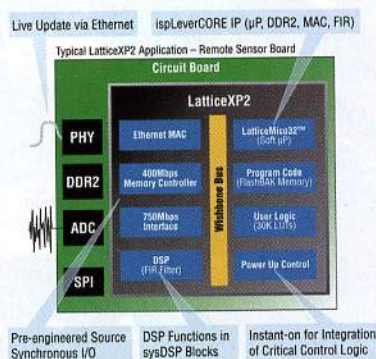 Live Update via Ethernet
ispLeverCORE IP (µP, DDR2, MAC, FIR)
Typical LatticeXP2 Application – Remote Sensor Board
Circuit Board
LatticeXP2
PHY
DDR2
ADC
SPI
Ethernet MAC
400Mbps
Memory Controller
750Mbps
Interface
DSP
(FIR Filter)
Wishbone Bus
LatticeMico32™
(Soft µP)
Program Code
(FlashBAK Memory)
User Logic
(30K LUTs)
Power Up Control
Pre-engineered Source
Synchronous I/O
DSP Functions in
sysDSP Blocks
Instant-on for Integration
of Critical Control Logic